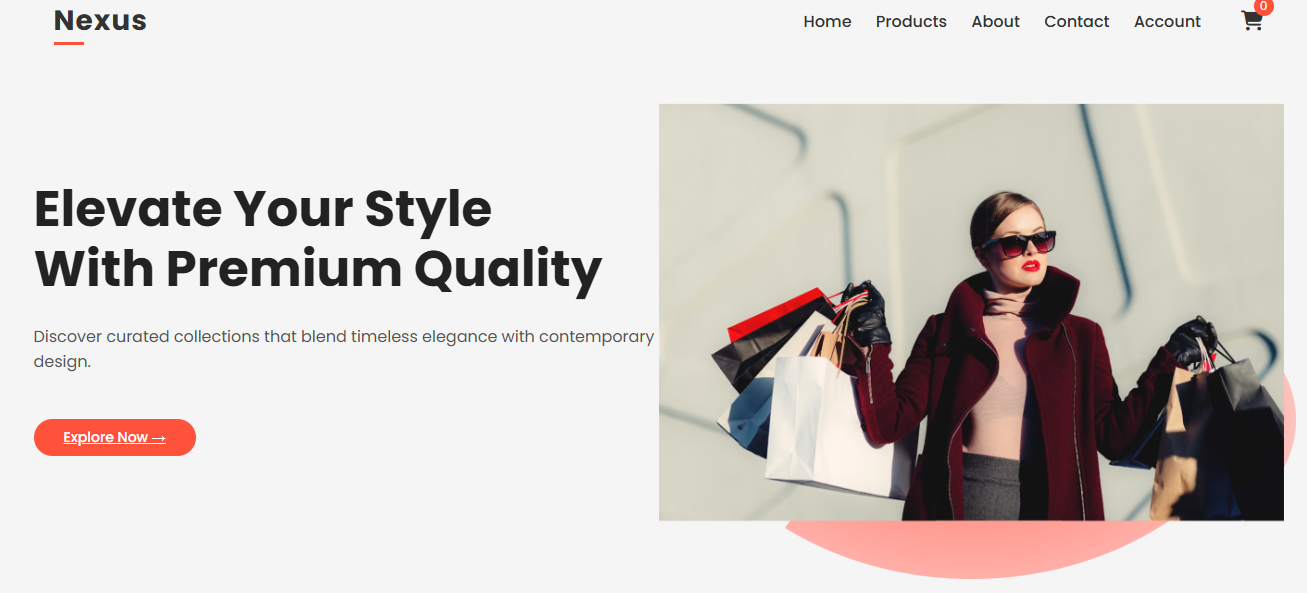 Nexus
Home Products About Contact Account 0
Elevate Your Style
With Premium Quality
Discover curated collections that blend timeless elegance with contemporary
design.
Explore Now →